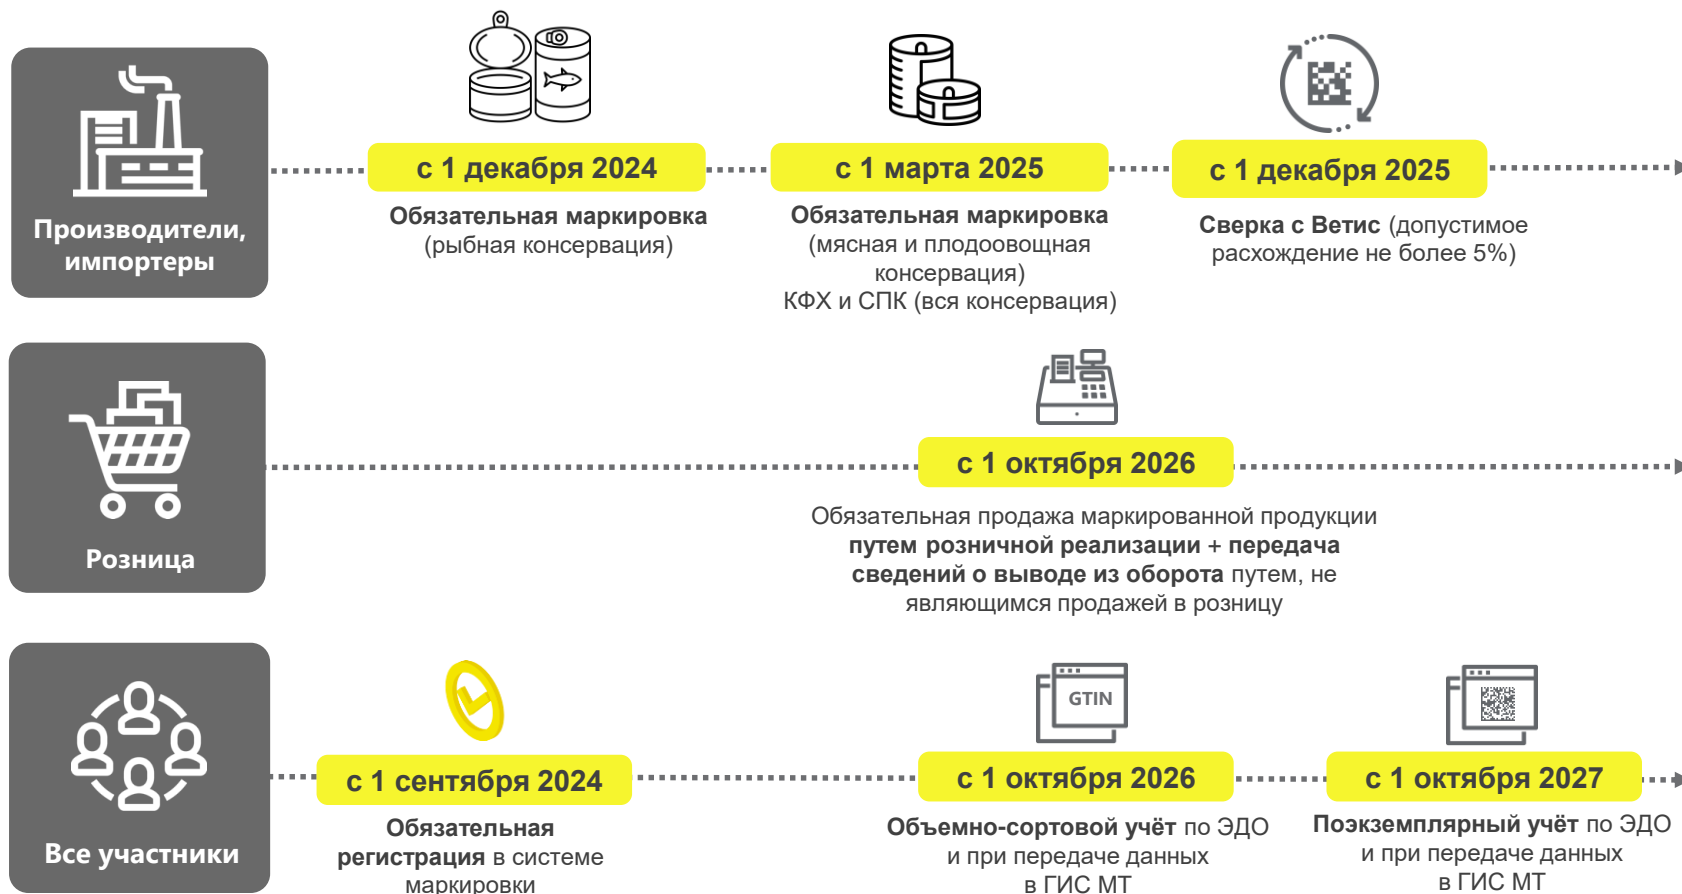 Производители,
импортеры
с 1 декабря 2024
Обязательная маркировка
(рыбная консервация)
с 1 марта 2025
Обязательная маркировка
(мясная и плодоовощная
консервация)
КФХ и СПК (вся консервация)
с 1 декабря 2025
Сверка с Ветис (допустимое
расхождение не более 5%)
Розница
с 1 октября 2026
Обязательная продажа маркированной продукции
путем розничной реализации + передача
сведений о выводе из оборота путем, не
являющимся продажей в розницу
Все участники
с 1 сентября 2024
Обязательная
регистрация в системе
маркировки
GTIN
с 1 октября 2026
Объемно-сортовой учёт по ЭДО
и при передаче данных
в ГИС МТ
с 1 октября 2027
Поэкземплярный учёт по ЭДО
и при передаче данных
в ГИС МТ